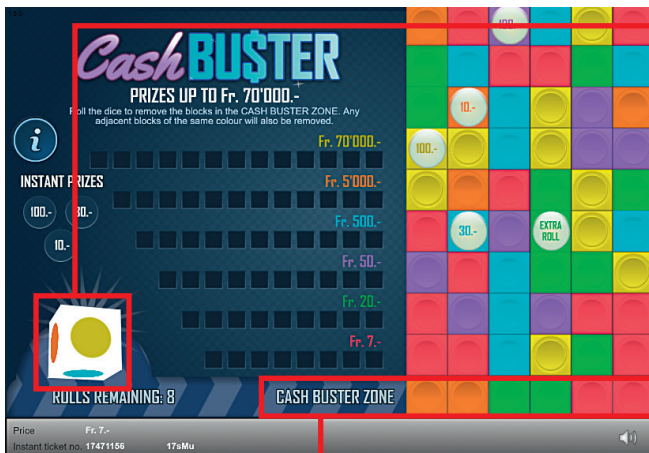 100.-
Cash BU$TER
PRIZES UP TO Fr. 70'000.-
Roll the dice to remove the blocks in the CASH BUSTER ZONE. Any
adjacent blocks of the same colour will also be removed.
10.-
Fr. 70'000.-
100.-
INSTANT PRIZES
Fr. 5'000.-
100.- 30.-
10.-
Fr. 500.-
30.-
EXTRA
ROLL
Fr. 50.-
Fr. 20.-
Fr. 7.-
ROLLS REMAINING: 8
CASH BUSTER ZONE
Price Fr. 7.-
Instant ticket no. 17471156 17sMu